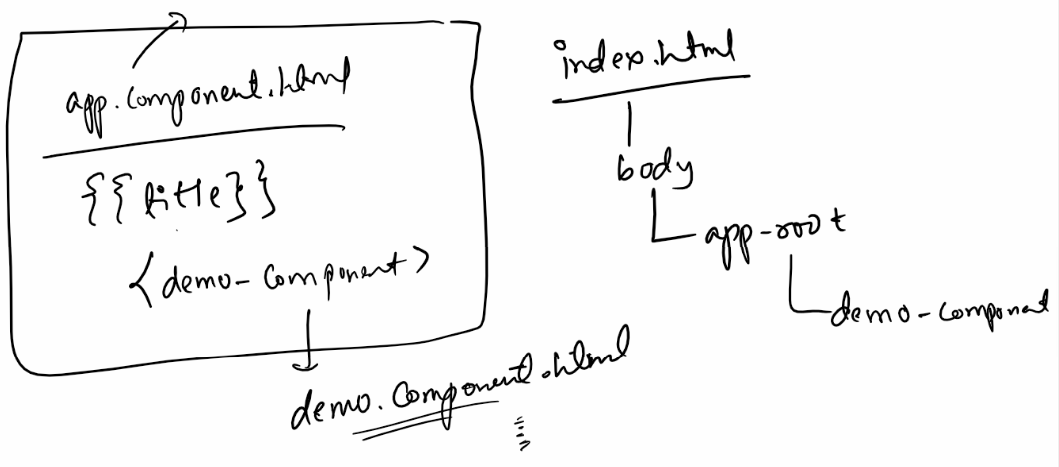 app.component.html
{{title}}
<demo-component>
demo.component.html
index.html
body
app-root
demo-component